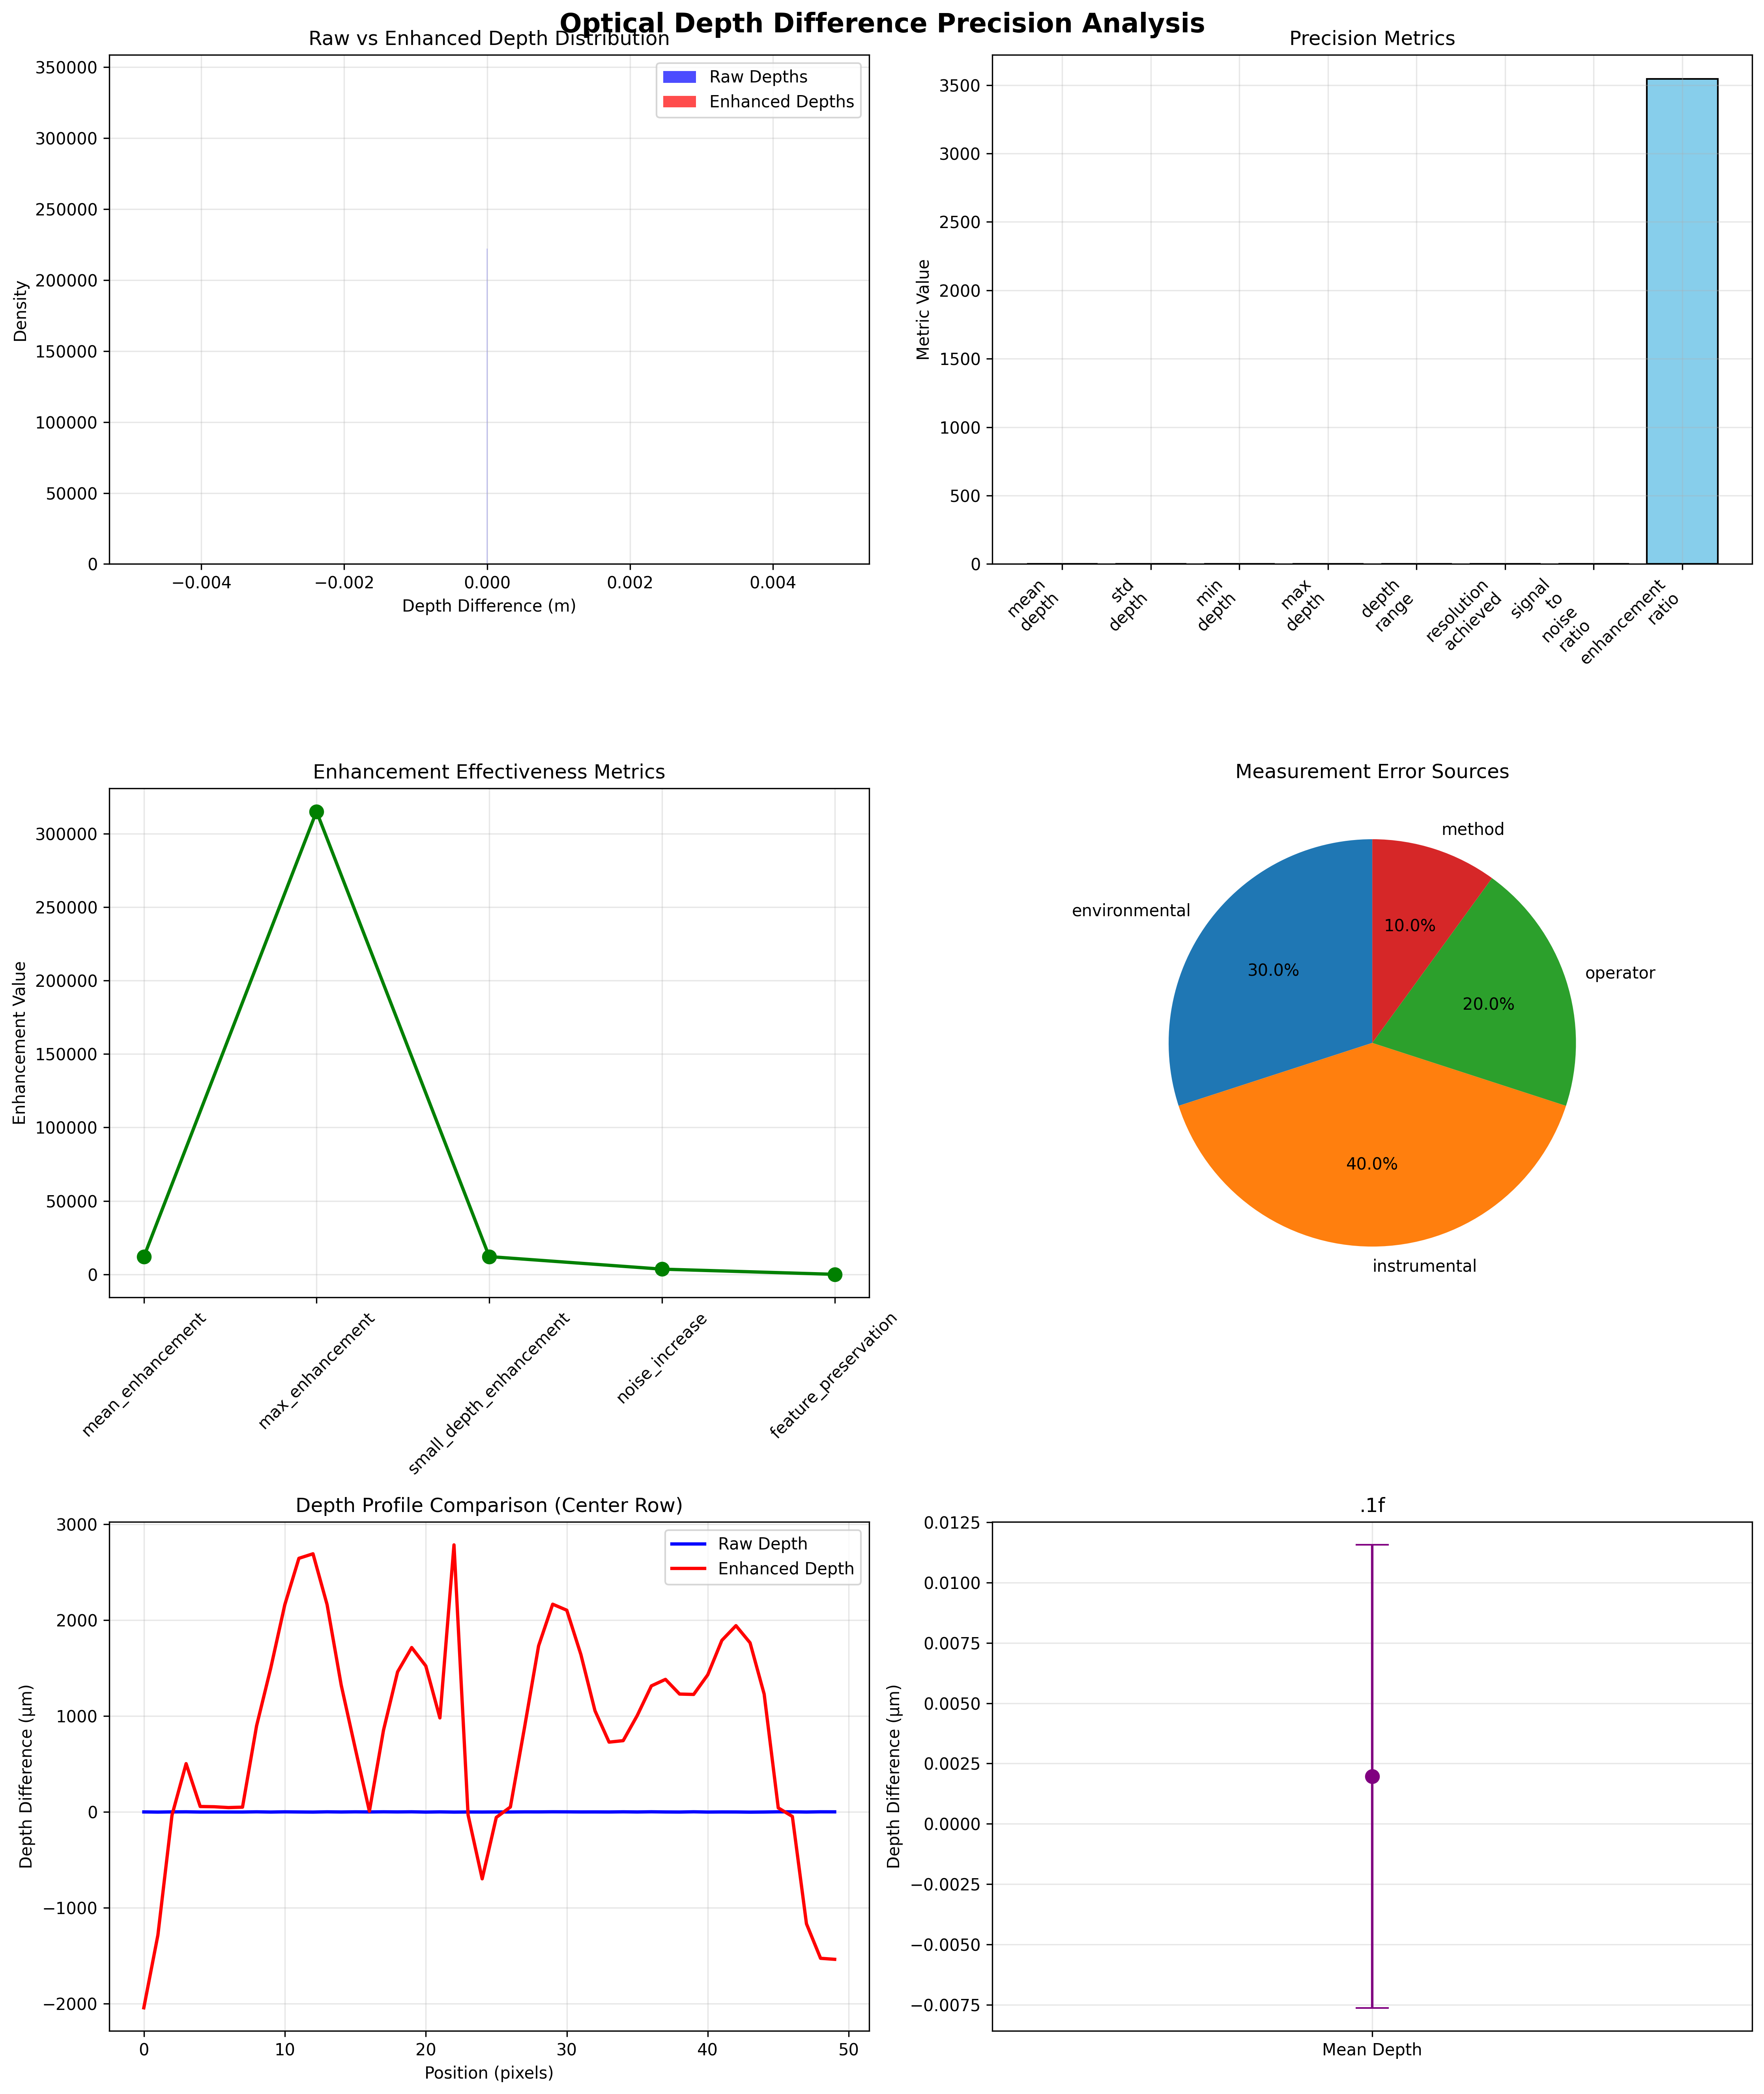 Optical Depth Difference Precision Analysis
Raw vs Enhanced Depth Distribution
350000
300000
250000
200000
150000
100000
50000
0
Density
Raw Depths
Enhanced Depths
−0.004
−0.002
0.000
0.002
0.004
Depth Difference (m)
Precision Metrics
3500
3000
2500
2000
1500
1000
500
0
Metric Value
mean
depth
std
depth
min
depth
max
depth
depth
range
resolution
achieved
signal
to
noise
ratio
enhancement
ratio
Enhancement Effectiveness Metrics
300000
250000
200000
150000
100000
50000
0
Enhancement Value
mean_enhancement
max_enhancement
small_depth_enhancement
noise_increase
feature_preservation
Measurement Error Sources
method
environmental
10.0%
30.0%
operator
20.0%
40.0%
instrumental
Depth Profile Comparison (Center Row)
3000
2000
1000
0
−1000
−2000
Depth Difference (μm)
Raw Depth
Enhanced Depth
0
10
20
30
40
50
Position (pixels)
.1f
0.0125
0.0100
0.0075
0.0050
0.0025
0.0000
−0.0025
−0.0050
−0.0075
Depth Difference (μm)
Mean Depth